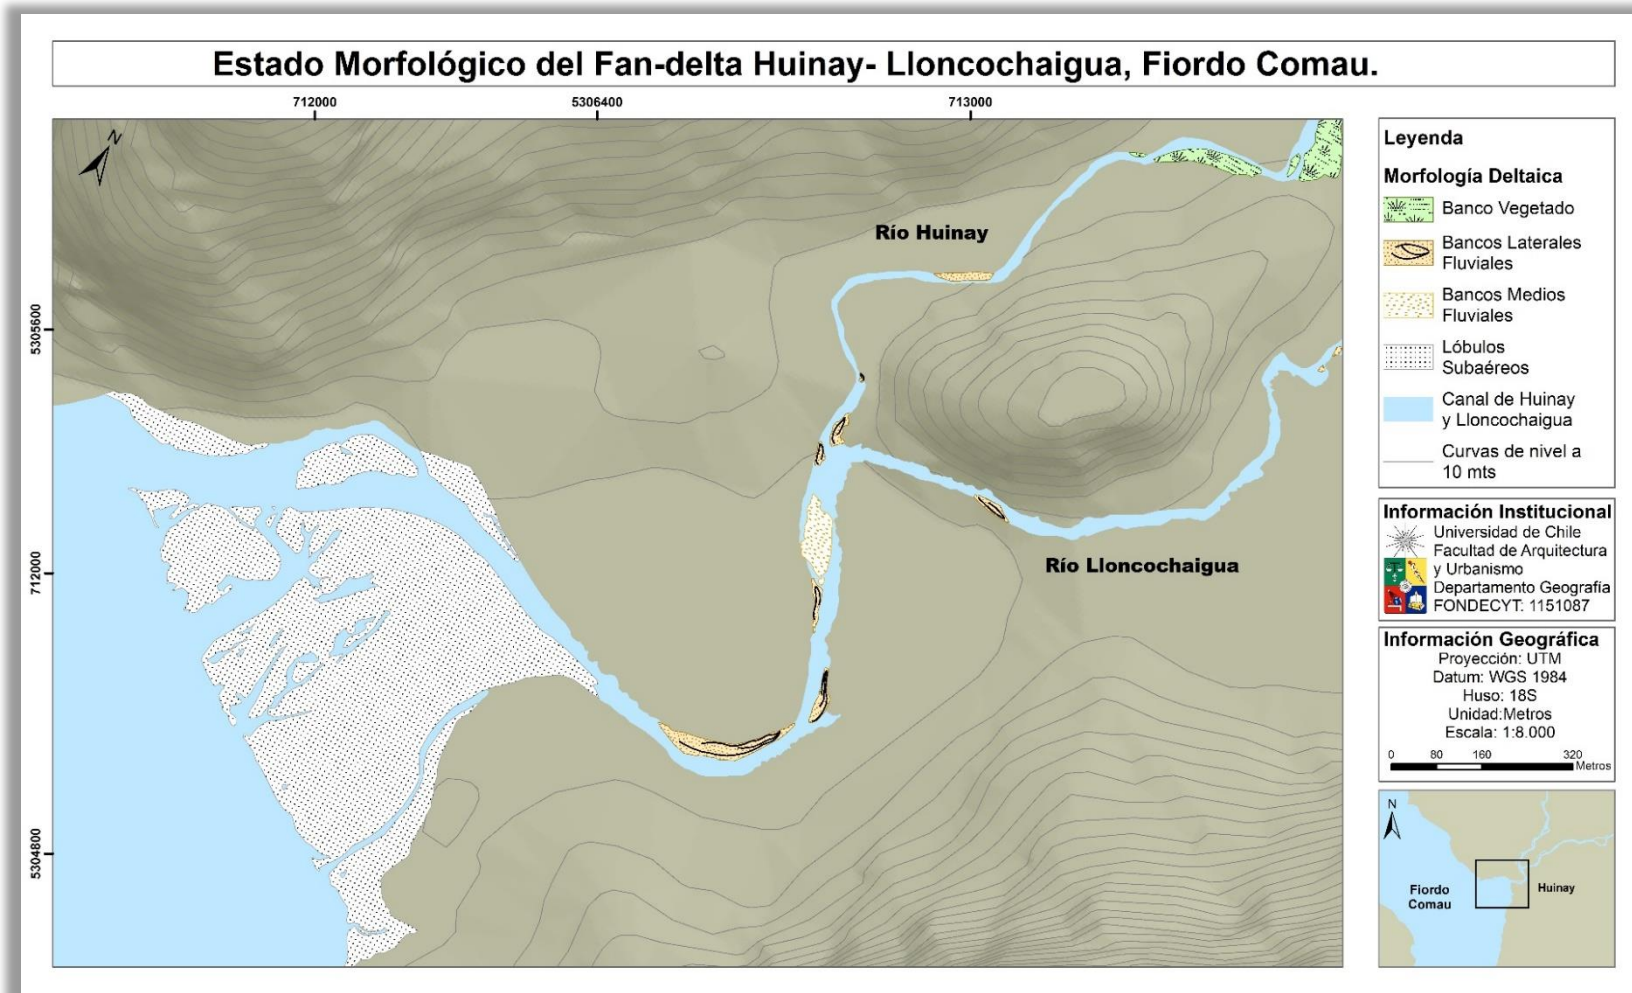 Estado Morfológico del Fan-delta Huinay- Lloncochaigua, Fiordo Comau.
712000
5306400
713000
N
Río Huinay
Río Lloncochaigua
5305600
712000
5304800
Leyenda
Morfología Deltaica
Banco Vegetado
Bancos Laterales
Fluviales
Bancos Medios
Fluviales
Lóbulos
Subaéreos
Canal de Huinay
y Lloncochaigua
Curvas de nivel a
10 mts
Información Institucional
Universidad de Chile
Facultad de Arquitectura
y Urbanismo
Departamento Geografía
FONDECYT: 1151087
Información Geográfica
Proyección: UTM
Datum: WGS 1984
Huso: 18S
Unidad:Metros
Escala: 1:8.000
0 80 160 320
Metros
N
Fiordo
Comau
Huinay